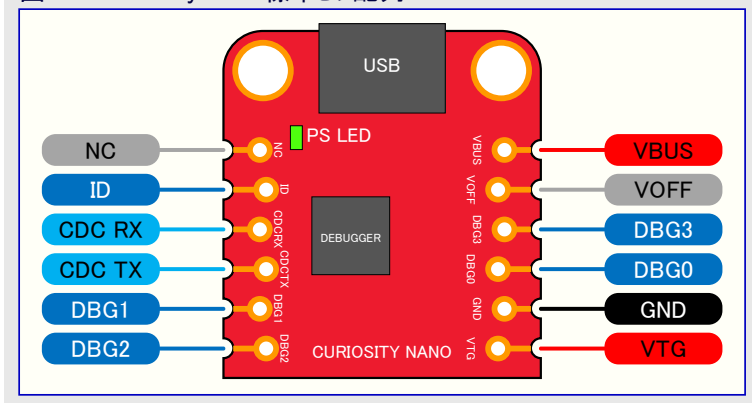 USB
PS LED
NC
ID
CDC RX
CDC TX
DBG1
DBG2
NC
ID
CDCRX
CDCTX
DBG1
DBG2
DEBUGGER
CURIOSITY NANO
VBUS
VOFF
DBG3
DBG0
GND
VTG
VBUS
VOFF
DBG3
DBG0
GND
VTG